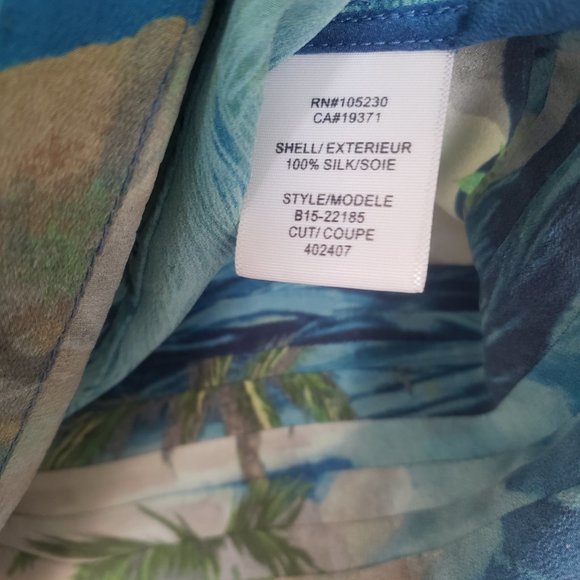 RN#105230
CA#19371
SHELL/ EXTERIEUR
100% SILK/SOIE
STYLE/MODELE
B15-22185
CUT/ COUPE
402407